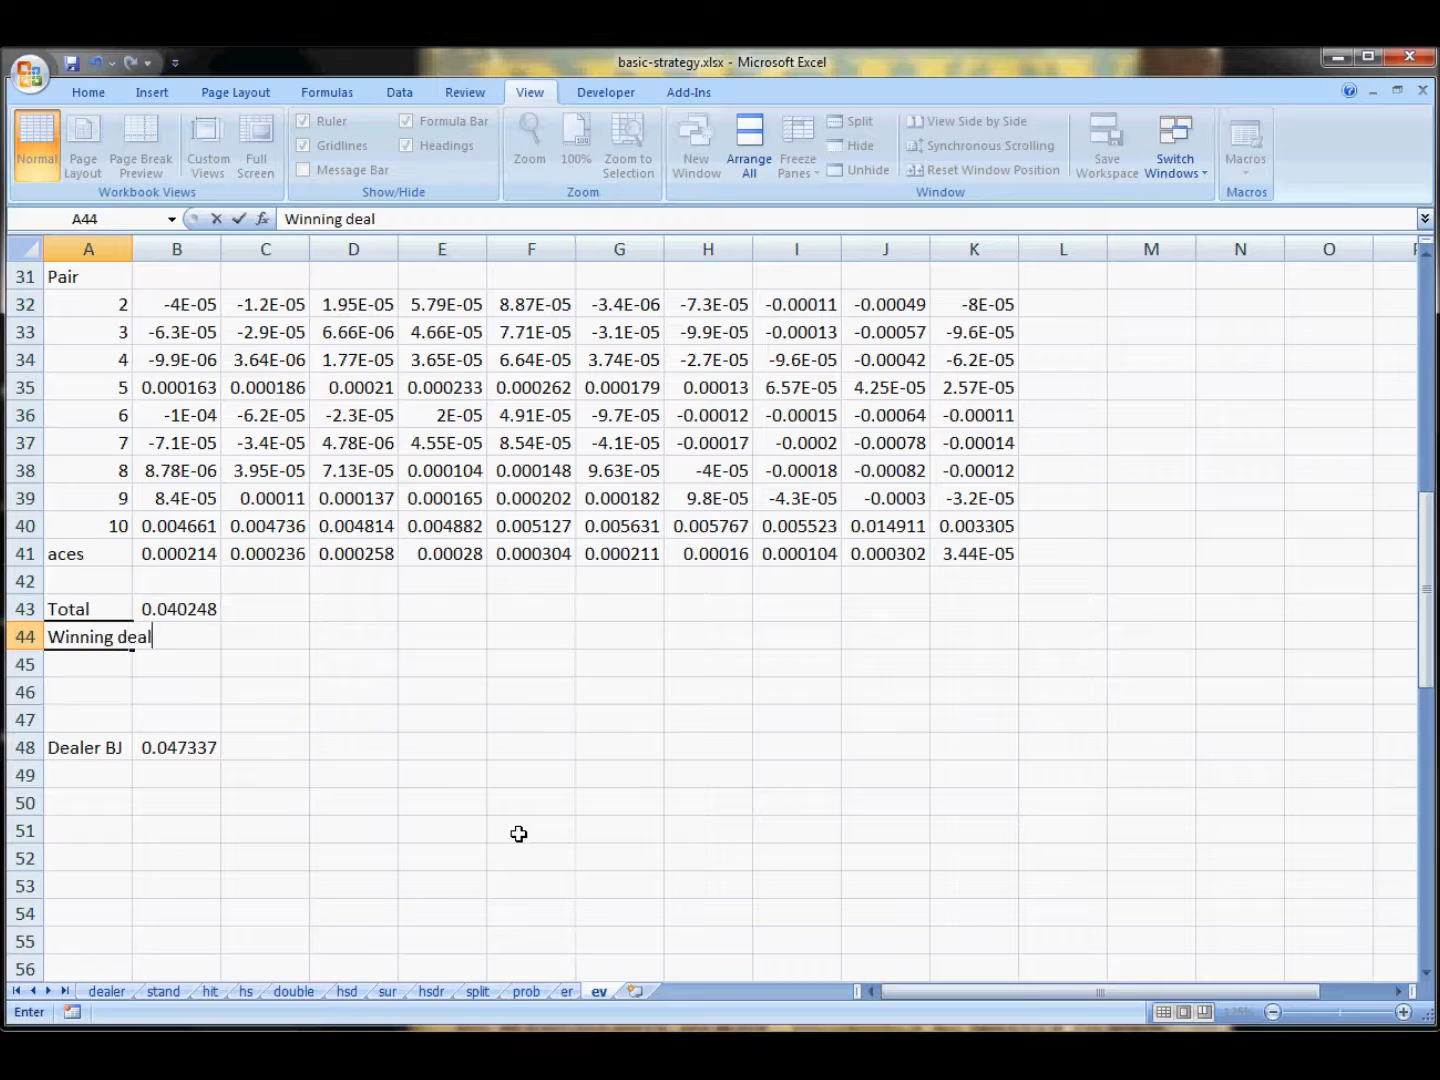 basic-strategy.xlsx - Microsoft Excel
Home Insert Page Layout Formulas Data Review View Developer Add-Ins
Normal Page Layout Page Break Preview Custom Views Full Screen
Workbook Views
Ruler Formula Bar
Gridlines Headings
Message Bar
Show/Hide
Zoom 100% Zoom to Selection
Zoom
New Window Arrange All Freeze Panes
Split
Hide
Unhide
View Side by Side
Synchronous Scrolling
Reset Window Position
Save Workspace Switch Windows
Window
Macros
Macros
A44 fx Winning deal
A B C D E F G H I J K L M N O
31 Pair
32 2 -4E-05 -1.2E-05 1.95E-05 5.79E-05 8.87E-05 -3.4E-06 -7.3E-05 -0.00011 -0.00049 -8E-05
33 3 -6.3E-05 -2.9E-05 6.66E-06 4.66E-05 7.71E-05 -3.1E-05 -9.9E-05 -0.00013 -0.00057 -9.6E-05
34 4 -9.9E-06 3.64E-06 1.77E-05 3.65E-05 6.64E-05 3.74E-05 -2.7E-05 -9.6E-05 -0.00042 -6.2E-05
35 5 0.000163 0.000186 0.00021 0.000233 0.000262 0.000179 0.00013 6.57E-05 4.25E-05 2.57E-05
36 6 -1E-04 -6.2E-05 -2.3E-05 2E-05 4.91E-05 -9.7E-05 -0.00012 -0.00015 -0.00064 -0.00011
37 7 -7.1E-05 -3.4E-05 4.78E-06 4.55E-05 8.54E-05 -4.1E-05 -0.00017 -0.0002 -0.00078 -0.00014
38 8 8.78E-06 3.95E-05 7.13E-05 0.000104 0.000148 9.63E-05 -4E-05 -0.00018 -0.00082 -0.00012
39 9 8.4E-05 0.00011 0.000137 0.000165 0.000202 0.000182 9.8E-05 -4.3E-05 -0.0003 -3.2E-05
40 10 0.004661 0.004736 0.004814 0.004882 0.005127 0.005631 0.005767 0.005523 0.014911 0.003305
41 aces 0.000214 0.000236 0.000258 0.00028 0.000304 0.000211 0.00016 0.000104 0.000302 3.44E-05
42
43 Total 0.040248
44 Winning deal
45
46
47
48 Dealer BJ 0.047337
49
50
51
52
53
54
55
56
dealer stand hit hs double hsd sur hsdr split prob er ev
Enter